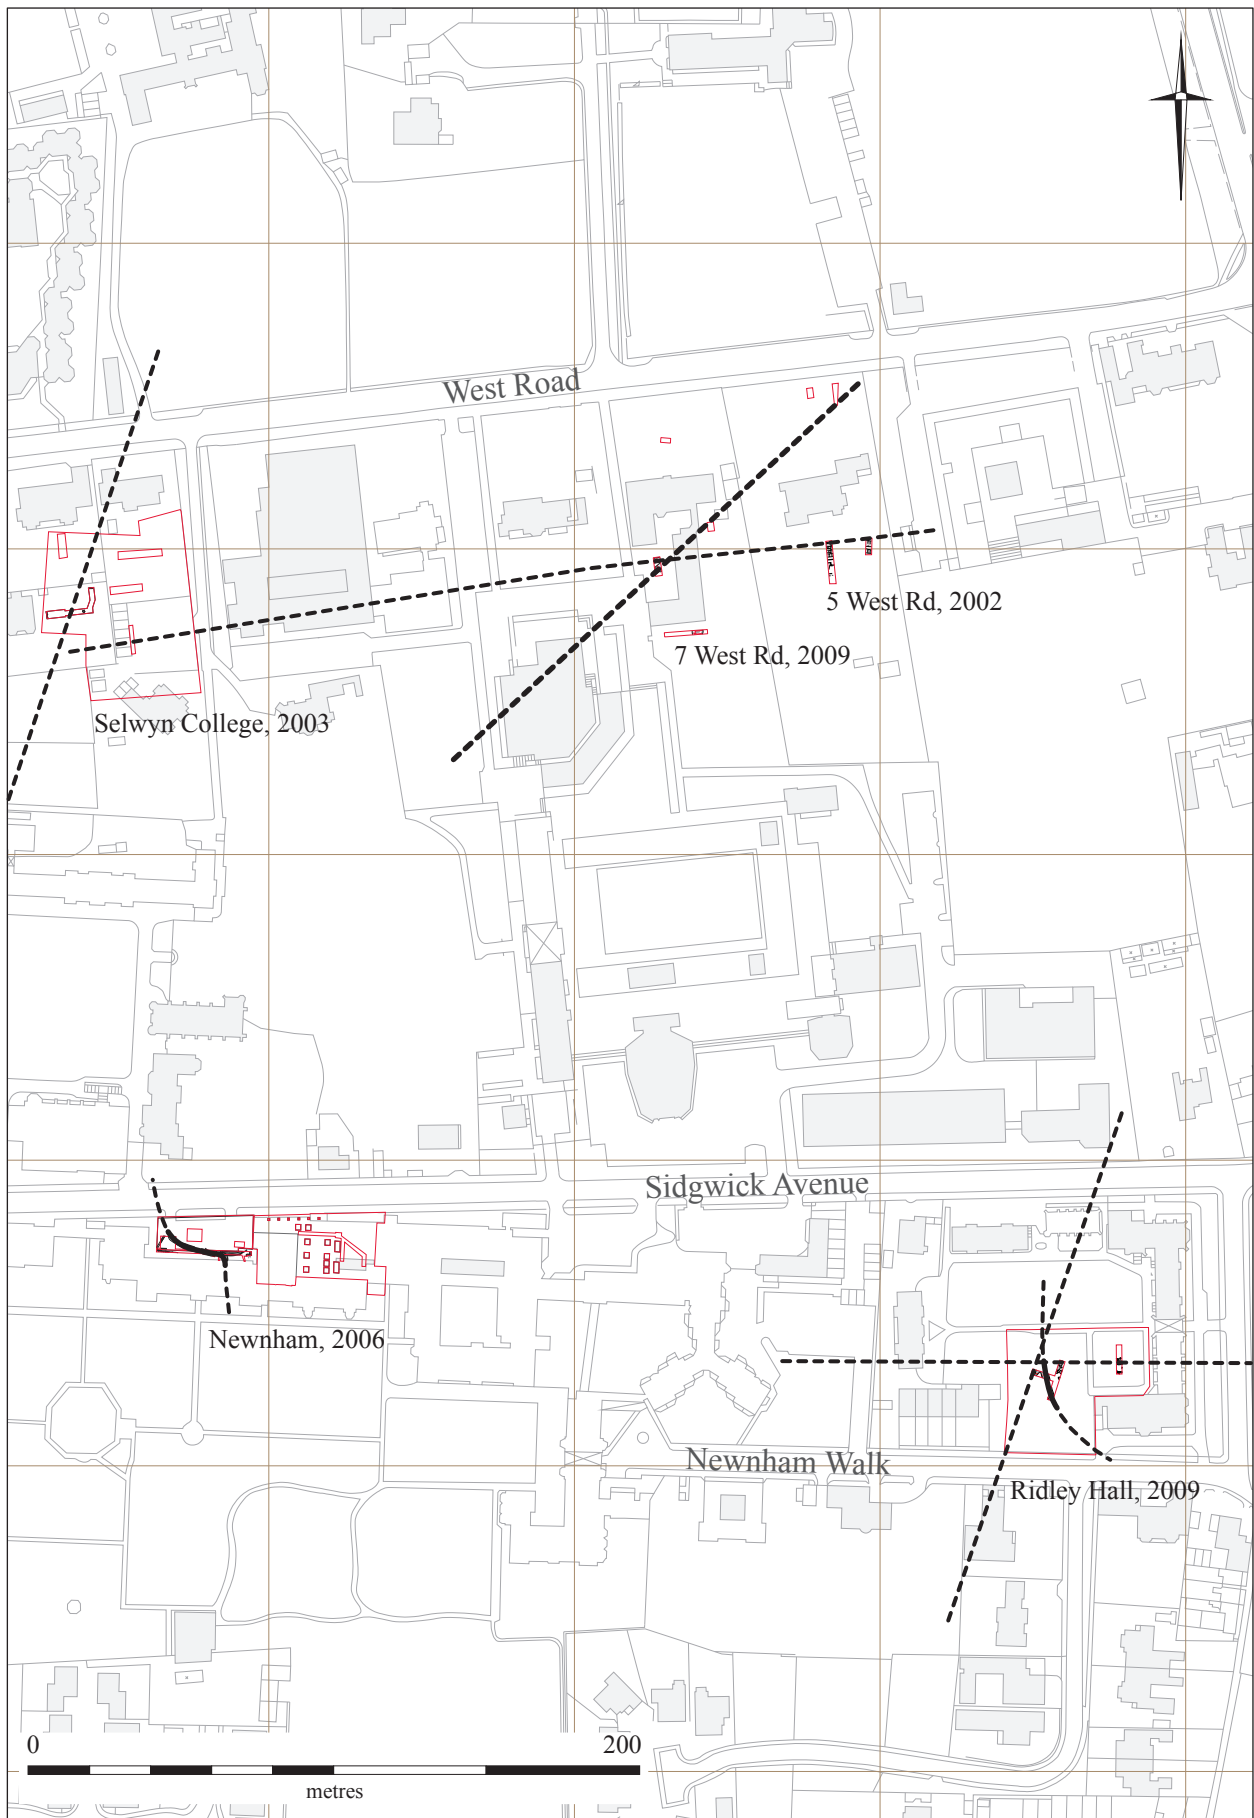 West Road
5 West Rd, 2002
7 West Rd, 2009
Selwyn College, 2003
Sidgwick Avenue
Newnham, 2006
Newnham Walk
Ridley Hall, 2009
0 200
metres